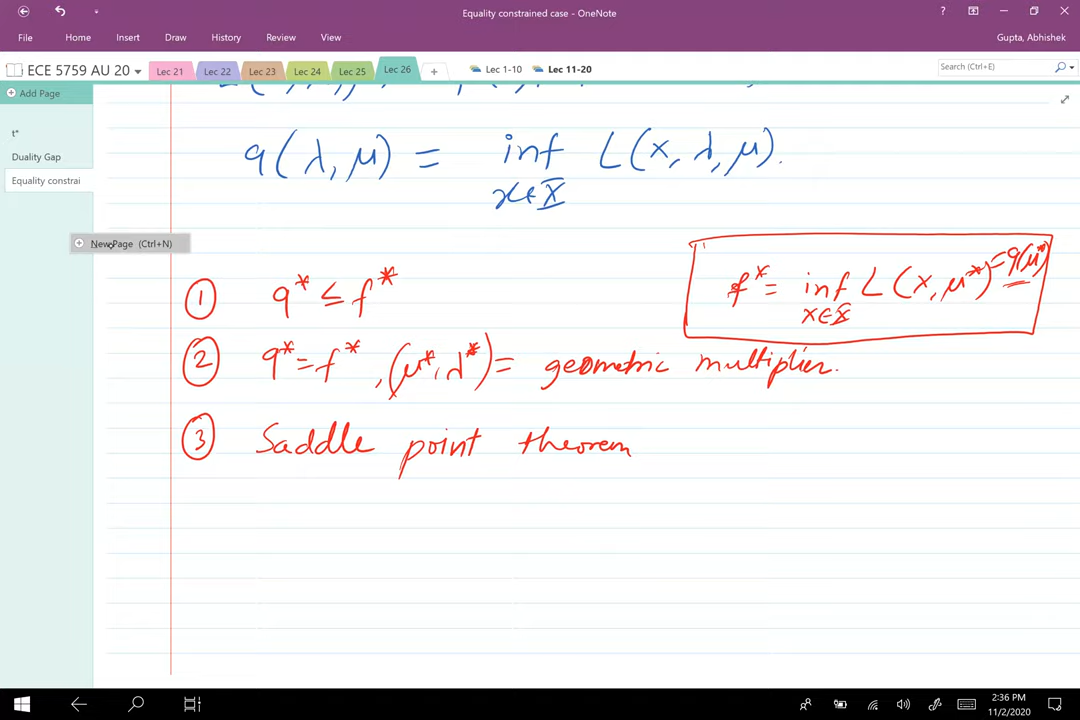 Equality constrained case - OneNote
?
File Home Insert Draw History Review View
Gupta, Abhishek
ECE 5759 AU 20
Lec 21 Lec 22 Lec 23 Lec 24 Lec 25 Lec 26 +
Lec 1-10 Lec 11-20
Search (Ctrl+E)
Add Page
t*
Duality Gap
Equality constrai
New Page (Ctrl+N)
q(λ, μ) = inf L(x, λ, μ).
x∈X
① q* ≤ f*
f* = inf L(x, μ*) = q(μ*)
x∈X
② q* = f*, (μ*, λ*) = geometric multiplier.
③ Saddle point theorem
2:36 PM
11/2/2020